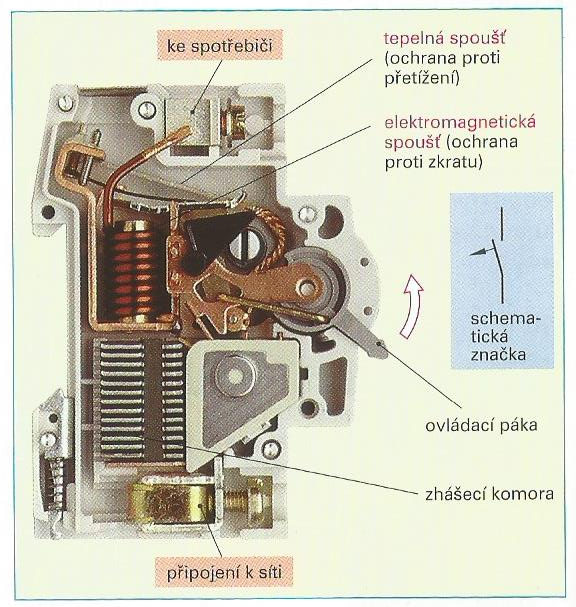 ke spotřebiči
tepelná spoušť
(ochrana proti
přetížení)
elektromagnetická
spoušť (ochrana
proti zkratu)
schema-
tická
značka
ovládací páka
zhášecí komora
připojení k síti